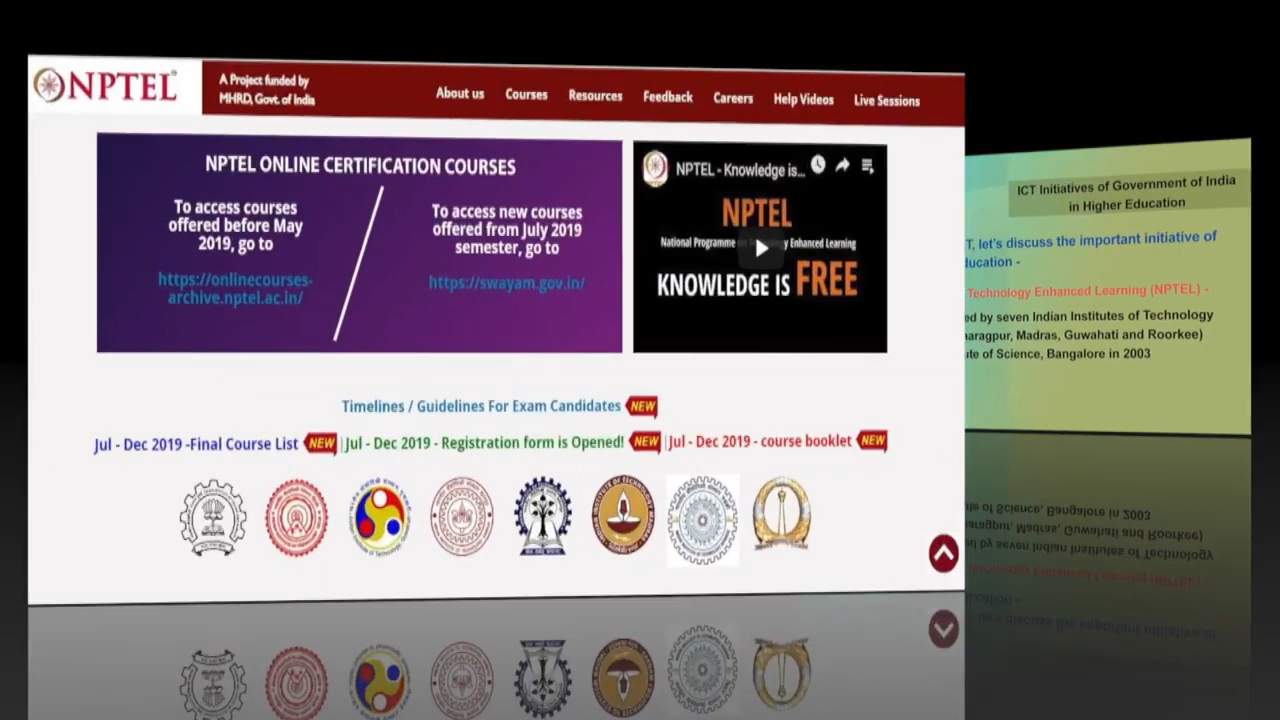 NPTEL
A Project funded by
MHRD, Govt. of India
About us Courses Resources Feedback Careers Help Videos Live Sessions
NPTEL ONLINE CERTIFICATION COURSES
To access courses
offered before May
2019, go to
https://onlinecourses-
archive.nptel.ac.in/
To access new courses
offered from July 2019
semester, go to
https://swayam.gov.in/
NPTEL - Knowledge is...
NPTEL
National Programme Enhanced Learning
KNOWLEDGE IS FREE
Timelines / Guidelines For Exam Candidates NEW
Jul - Dec 2019 -Final Course List NEW | Jul - Dec 2019 - Registration form is Opened! NEW | Jul - Dec 2019 - course booklet NEW
ICT Initiatives of Government of India
in Higher Education
T, let's discuss the important initiative of
ducation -
Technology Enhanced Learning (NPTEL) -
ed by seven Indian Institutes of Technology
aragpur, Madras, Guwahati and Roorkee)
ute of Science, Bangalore in 2003